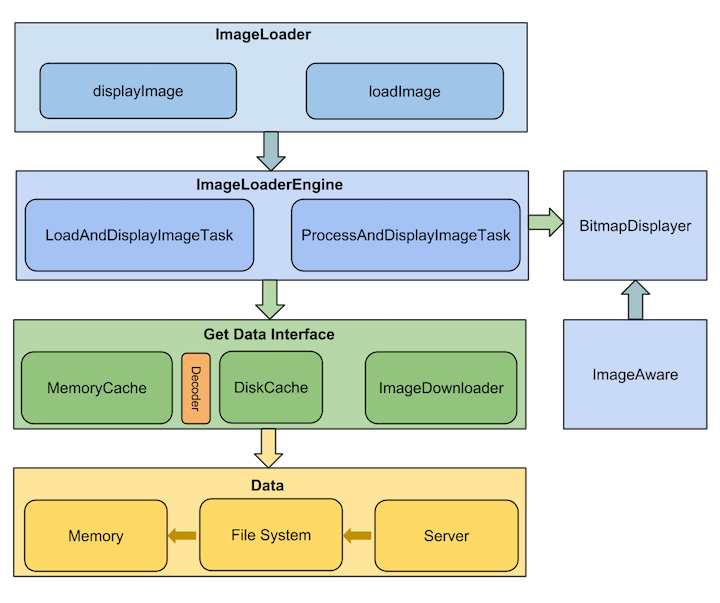 ImageLoader
displayImage
loadImage
ImageLoaderEngine
LoadAndDisplayImageTask
ProcessAndDisplayImageTask
BitmapDisplayer
Get Data Interface
MemoryCache
Decoder
DiskCache
ImageDownloader
ImageAware
Data
Memory
File System
Server